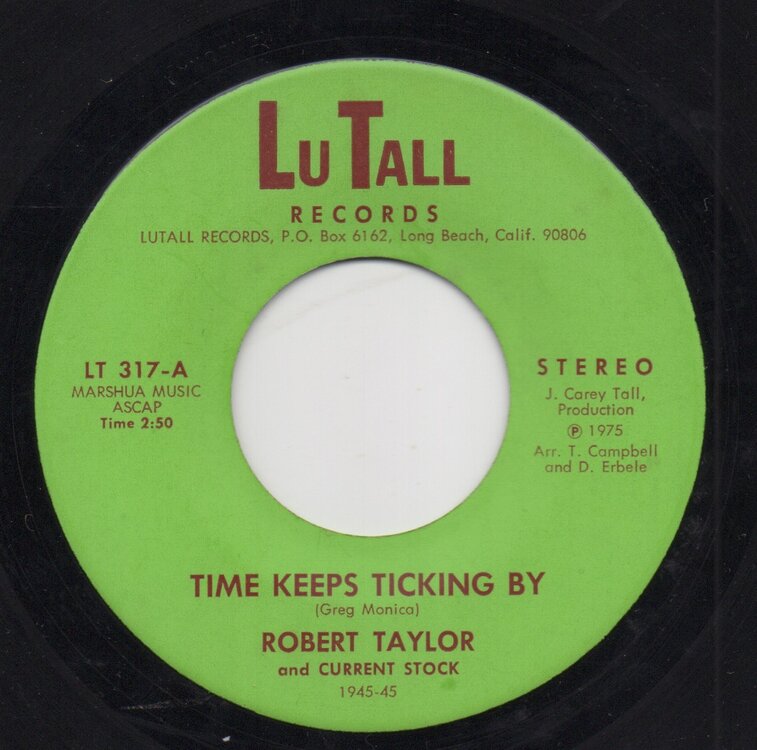 LU TALL
RECORDS
LUTALL RECORDS, P.O. Box 6162, Long Beach, Calif. 90806
LT 317-A
MARSHUA MUSIC
ASCAP
Time 2:50
STEREO
J. Carey Tall,
Production
Ⓟ 1975
Arr. T. Campbell
and D. Erbele
TIME KEEPS TICKING BY
(Greg Monica)
ROBERT TAYLOR
and CURRENT STOCK
1945-45